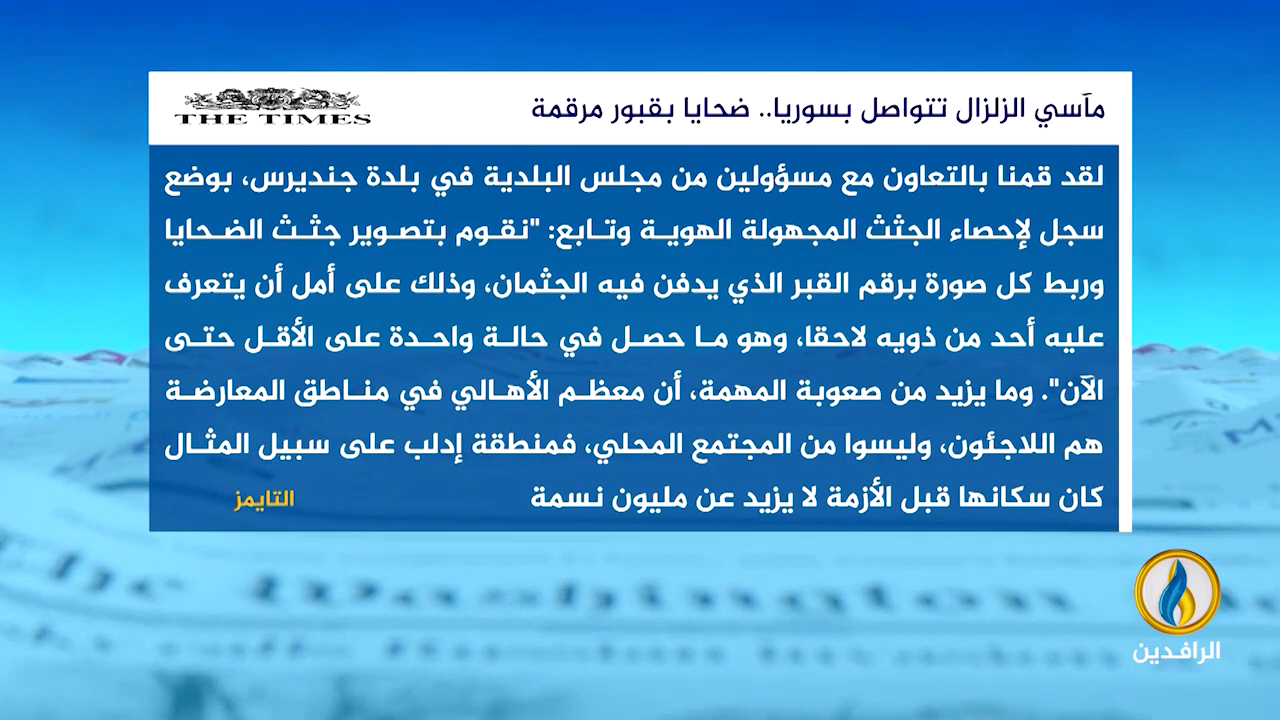 مآسي الزلزال تتواصل بسوريا.. ضحايا بقبور مرقمة
THE TIMES
لقد قمنا بالتعاون مع مسؤولين من مجلس البلدية في بلدة جنديرس، بوضع
سجل لإحصاء الجثث المجهولة الهوية وتابع: "نقوم بتصوير جثث الضحايا
وربط كل صورة برقم القبر الذي يدفن فيه الجثمان، وذلك على أمل أن يتعرف
عليه أحد من ذويه لاحقا، وهو ما حصل في حالة واحدة على الأقل حتى
الآن". وما يزيد من صعوبة المهمة، أن معظم الأهالي في مناطق المعارضة
هم اللاجئون، وليسوا من المجتمع المحلي، فمنطقة إدلب على سبيل المثال
كان سكانها قبل الأزمة لا يزيد عن مليون نسمة
التايمز
الرافدين